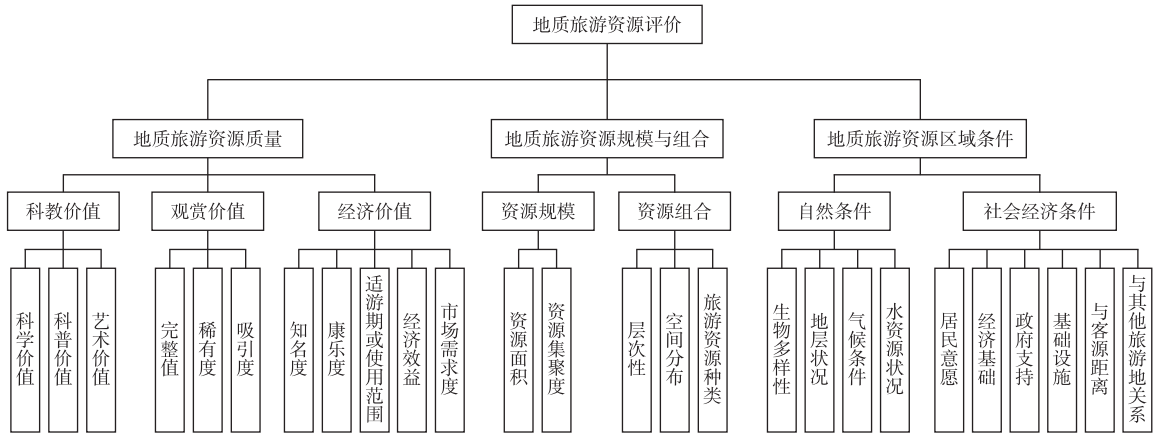 地质旅游资源评价
地质旅游资源质量
地质旅游资源规模与组合
地质旅游资源区域条件
科教价值
观赏价值
经济价值
资源规模
资源组合
自然条件
社会经济条件
科学价值
科普价值
艺术价值
完整值
稀有度
吸引度
知名度
康乐度
适游期或使用范围
经济效益
市场需求度
资源面积
资源集聚度
层次性
空间分布
旅游资源种类
生物多样性
地层状况
气候条件
水资源状况
居民意愿
经济基础
政府支持
基础设施
与客源距离
与其他旅游地关系